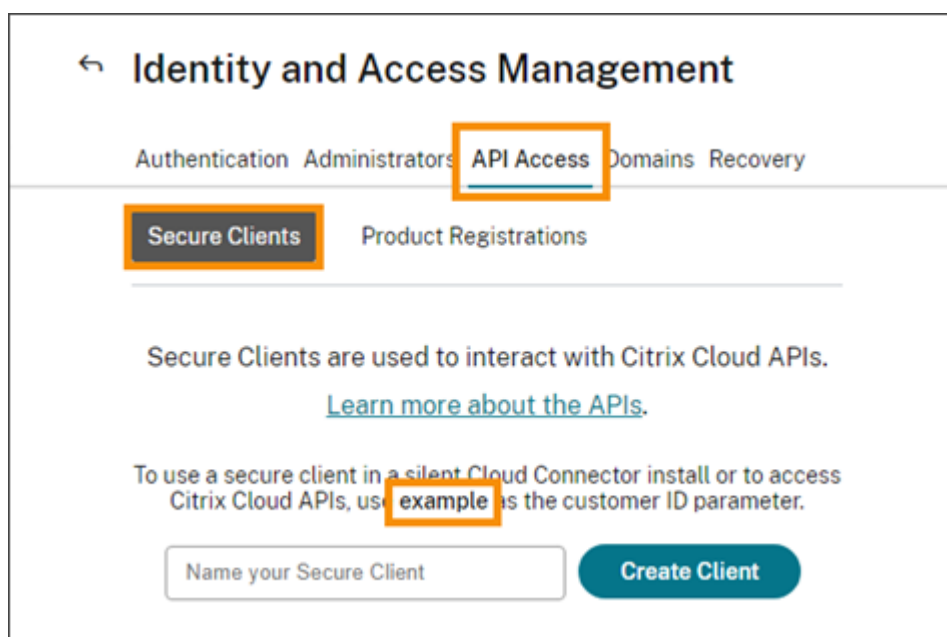 Identity and Access Management
Authentication Administrators API Access Domains Recovery
Secure Clients Product Registrations
Secure Clients are used to interact with Citrix Cloud APIs.
Learn more about the APIs.
To use a secure client in a silent Cloud Connector install or to access
Citrix Cloud APIs, use example as the customer ID parameter.
Name your Secure Client Create Client